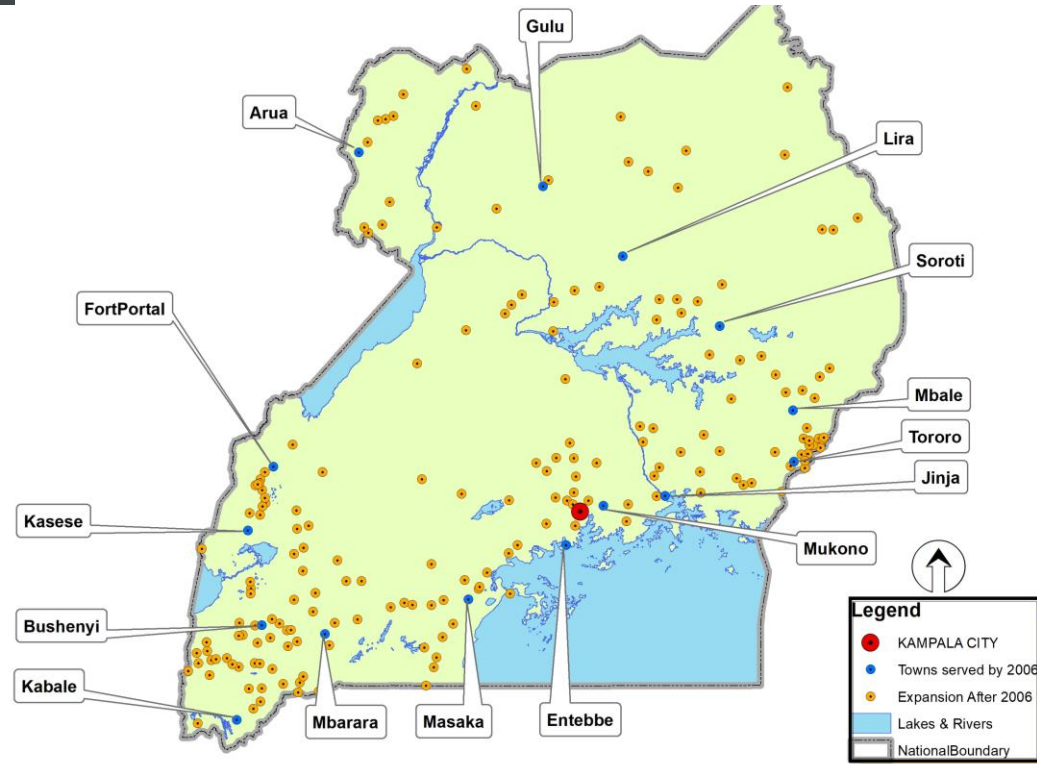 Gulu
Arua
Lira
Soroti
FortPortal
Mbale
Tororo
Jinja
Kasese
Mukono
Bushenyi
Kabale
Mbarara
Masaka
Entebbe
Legend
KAMPALA CITY
Towns served by 2006
Expansion After 2006
Lakes & Rivers
NationalBoundary